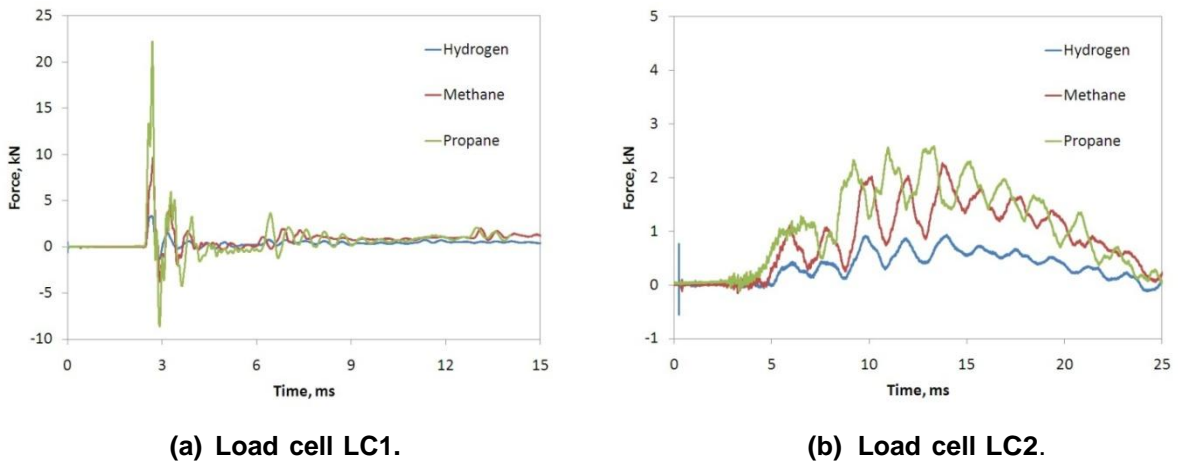 25
20
15
10
5
0
-5
-10
Force, kN
0 3 6 9 12 15
Time, ms
Hydrogen
Methane
Propane
(a) Load cell LC1.
5
4
3
2
1
0
-1
Force, kN
0 5 10 15 20 25
Time, ms
Hydrogen
Methane
Propane
(b) Load cell LC2.